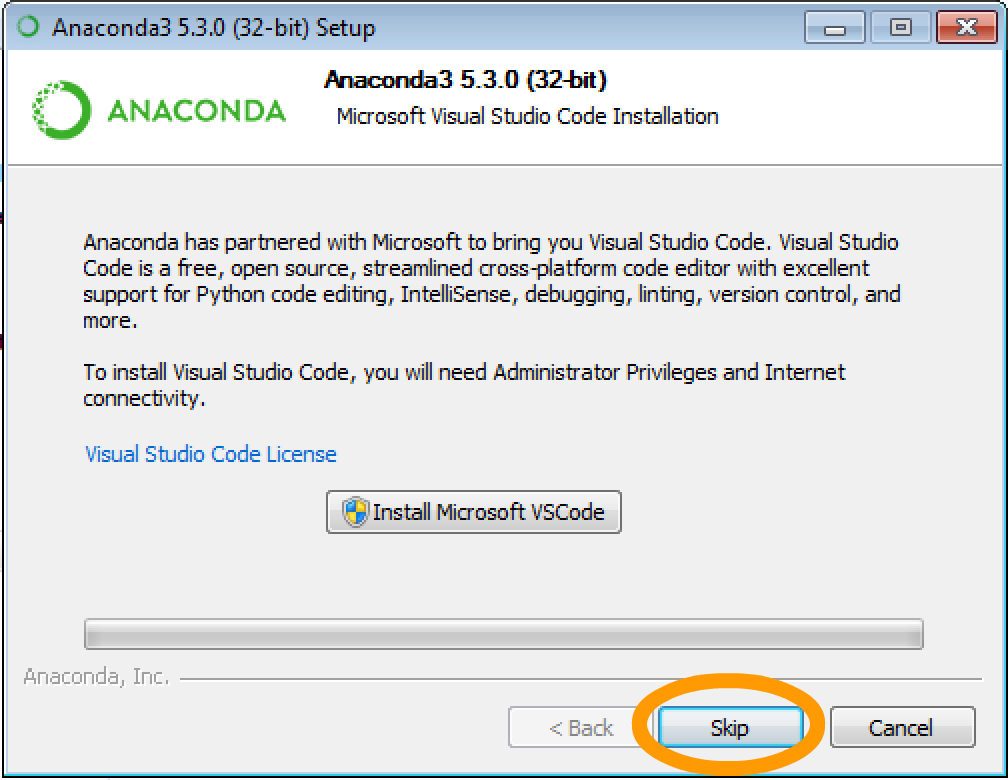 Anaconda3 5.3.0 (32-bit) Setup
ANACONDA
Anaconda3 5.3.0 (32-bit)
Microsoft Visual Studio Code Installation
Anaconda has partnered with Microsoft to bring you Visual Studio Code. Visual Studio
Code is a free, open source, streamlined cross-platform code editor with excellent
support for Python code editing, IntelliSense, debugging, linting, version control, and
more.
To install Visual Studio Code, you will need Administrator Privileges and Internet
connectivity.
Visual Studio Code License
Install Microsoft VSCode
Anaconda, Inc.
< Back
Skip
Cancel